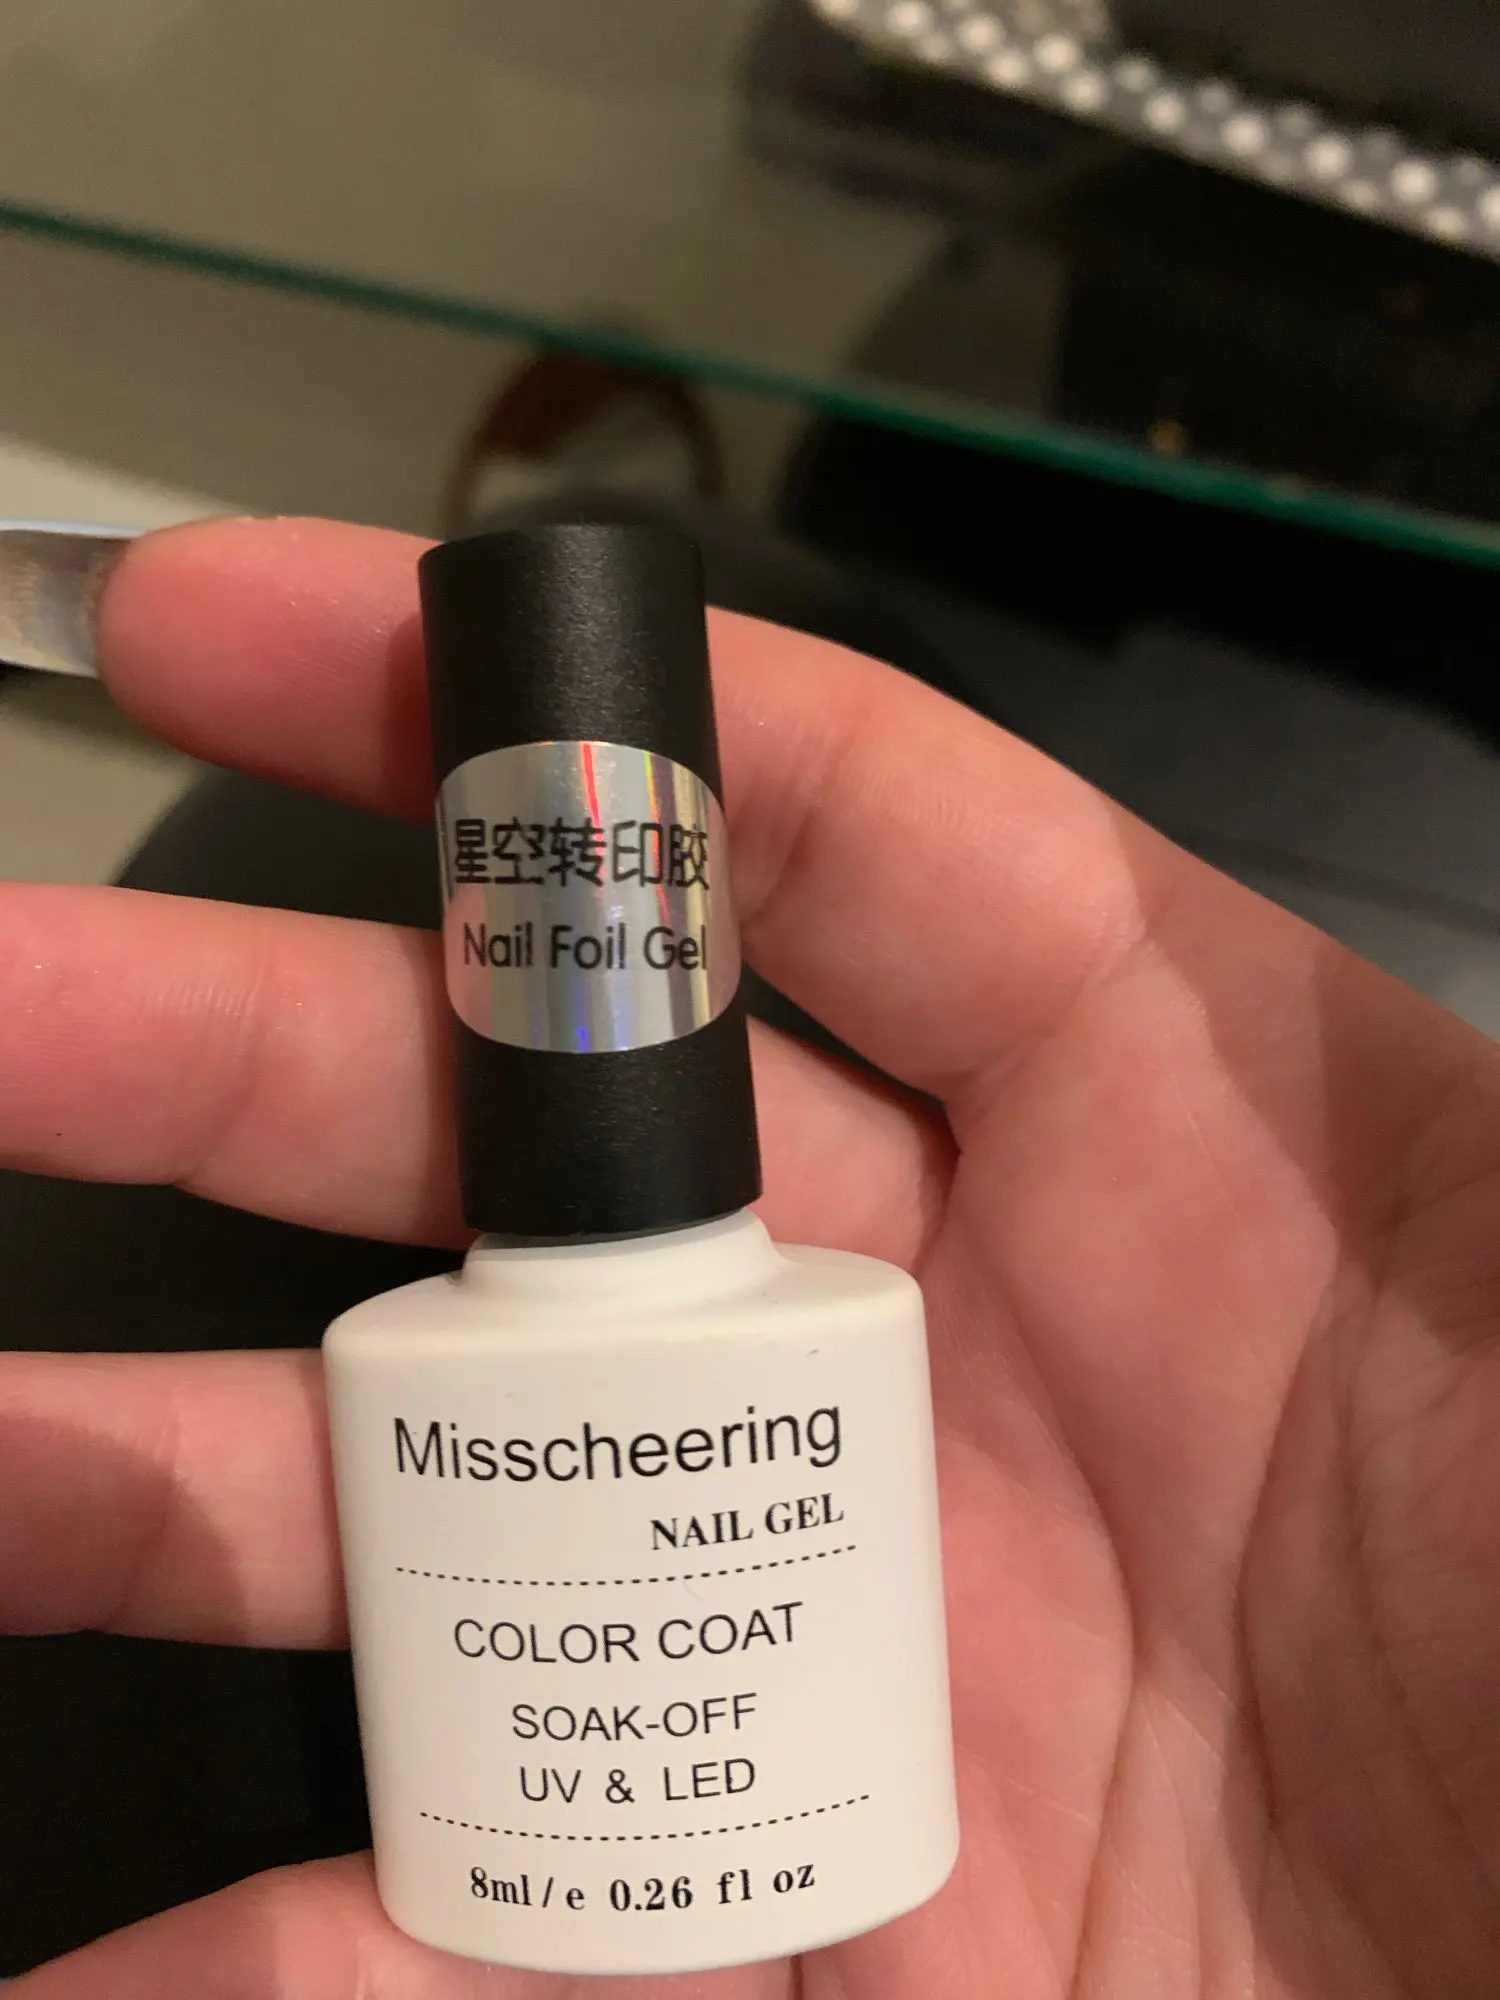 星空转印胶
Nail Foil Gel
Misscheering
NAIL GEL
COLOR COAT
SOAK-OFF
UV & LED
8ml / e 0.26 fl oz